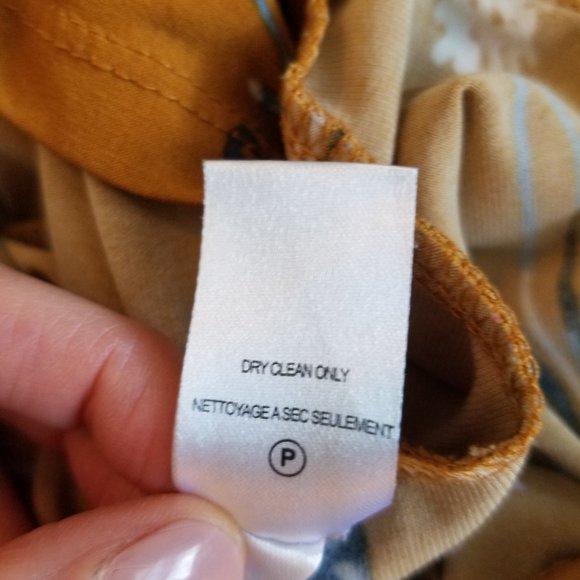 DRY CLEAN ONLY
NETTOYAGE A SEC SEULEMENT
P